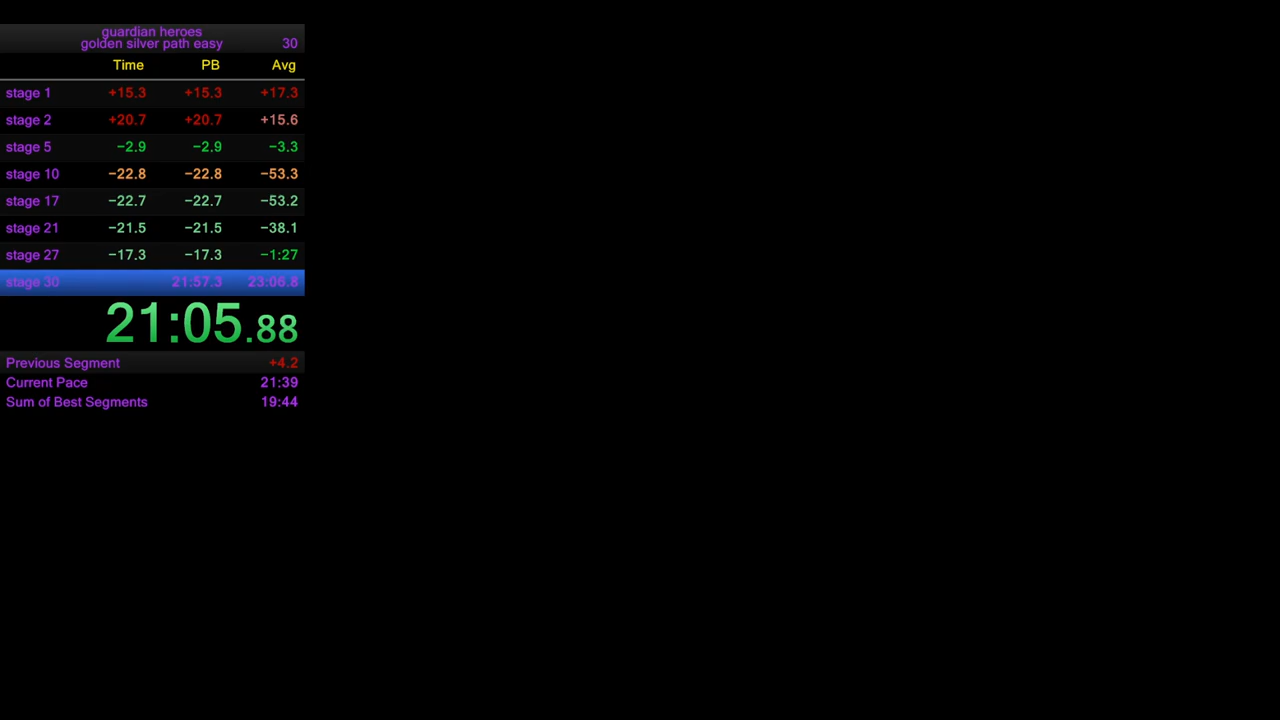 guardian heroes
golden silver path easy 30
Time PB Avg
stage 1 +15.3 +15.3 +17.3
stage 2 +20.7 +20.7 +15.6
stage 5 −2.9 −2.9 −3.3
stage 10 −22.8 −22.8 −53.3
stage 17 −22.7 −22.7 −53.2
stage 21 −21.5 −21.5 −38.1
stage 27 −17.3 −17.3 −1:27
stage 30 21:57.3 23:06.8
21:05.88
Previous Segment +4.2
Current Pace 21:39
Sum of Best Segments 19:44